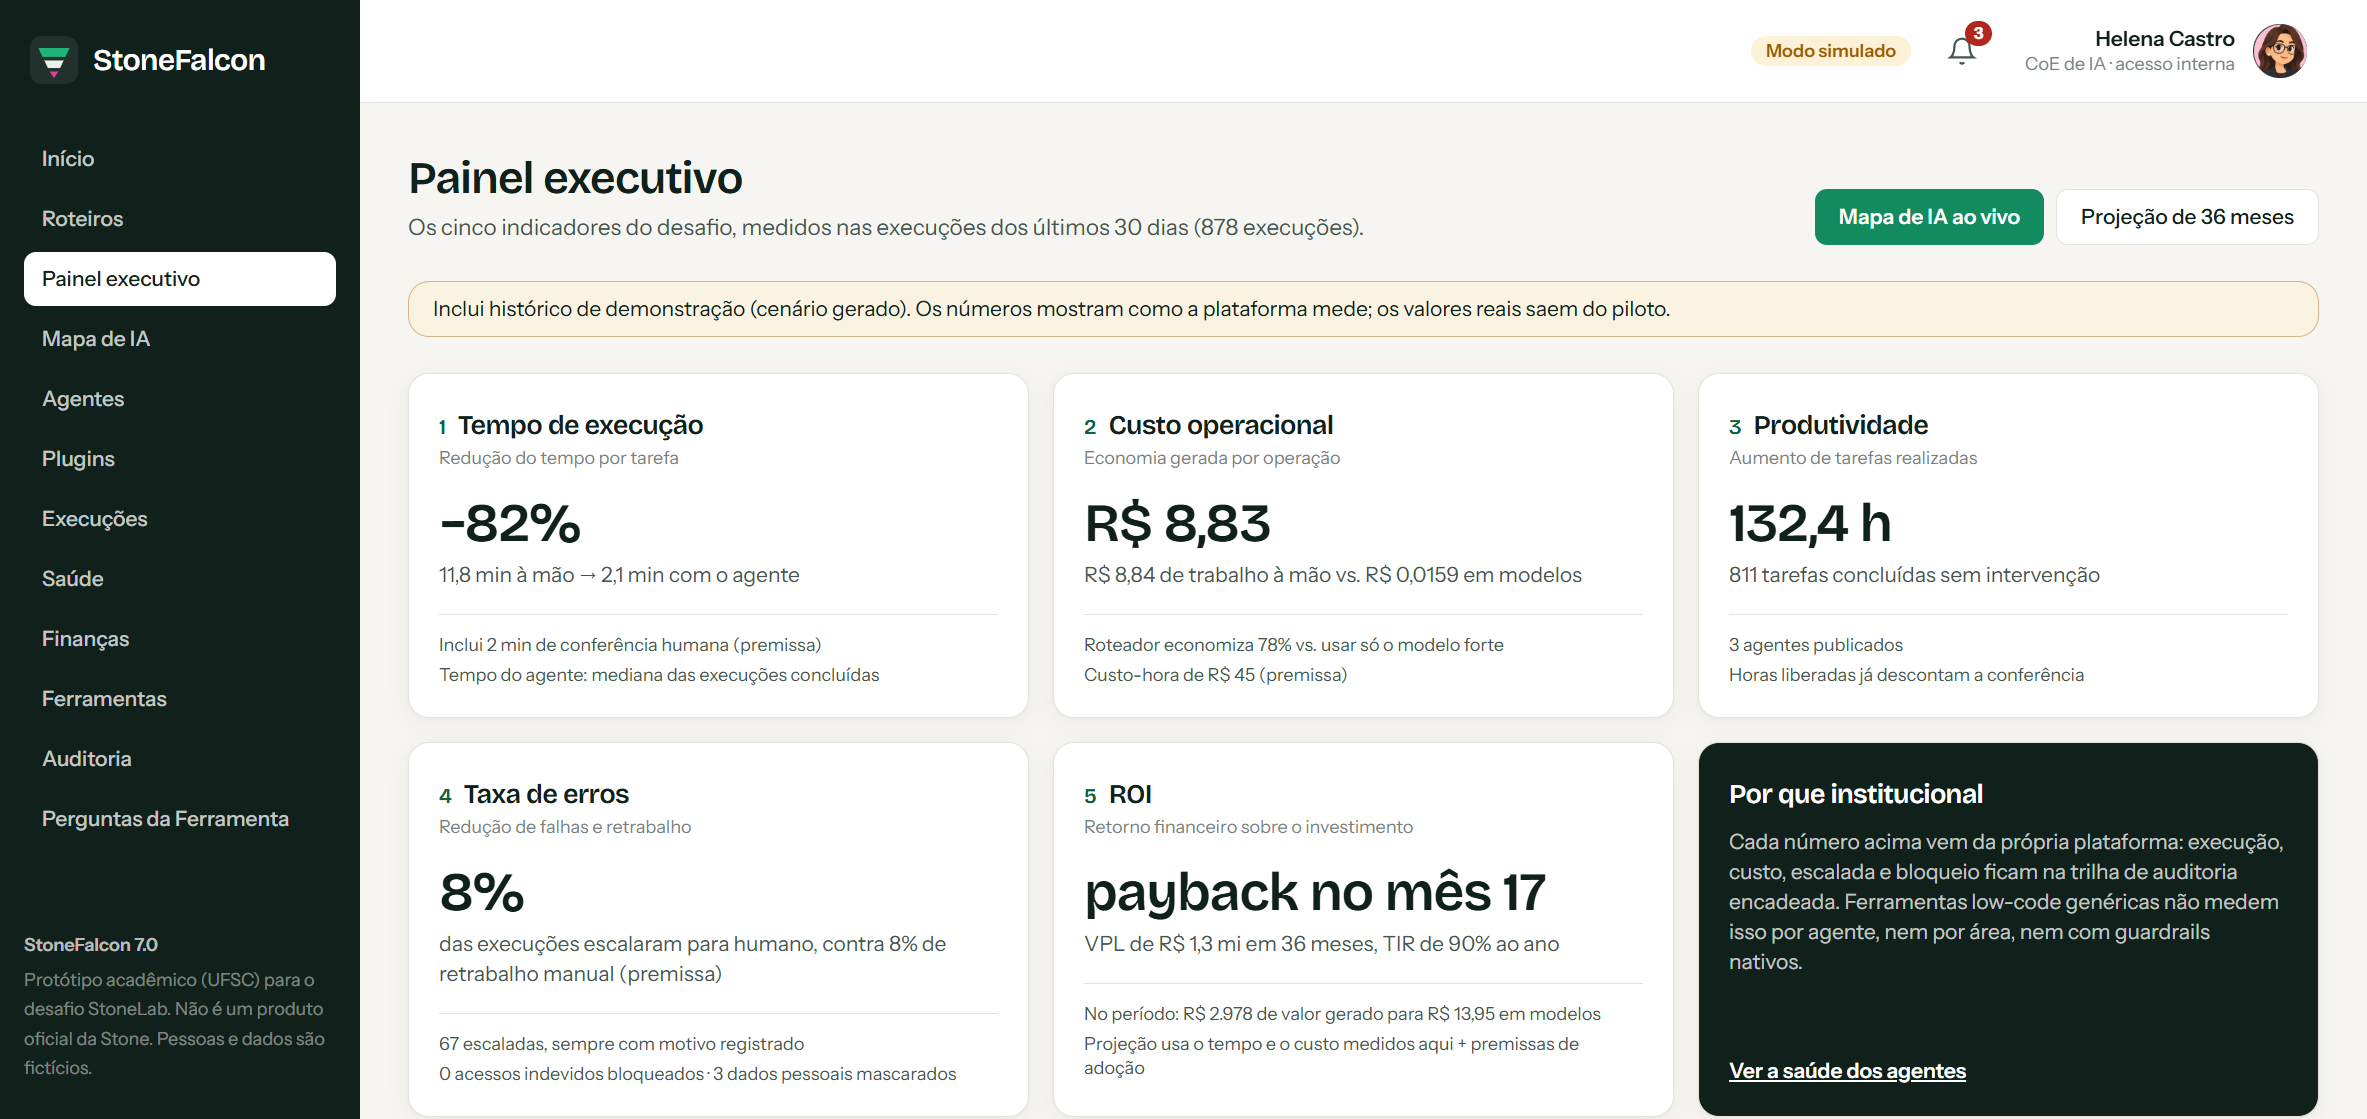 StoneFalcon
Início
Roteiros
Painel executivo
Mapa de IA
Agentes
Plugins
Execuções
Saúde
Finanças
Ferramentas
Auditoria
Perguntas da Ferramenta
StoneFalcon 7.0
Protótipo acadêmico (UFSC) para o
desafio StoneLab. Não é um produto
oficial da Stone. Pessoas e dados são
fictícios.
Modo simulado
3
Helena Castro
CoE de IA · acesso interna
Painel executivo
Os cinco indicadores do desafio, medidos nas execuções dos últimos 30 dias (878 execuções).
Mapa de IA ao vivo
Projeção de 36 meses
Inclui histórico de demonstração (cenário gerado). Os números mostram como a plataforma mede; os valores reais saem do piloto.
1 Tempo de execução
Redução do tempo por tarefa
−82%
11,8 min à mão → 2,1 min com o agente
Inclui 2 min de conferência humana (premissa)
Tempo do agente: mediana das execuções concluídas
2 Custo operacional
Economia gerada por operação
R$ 8,83
R$ 8,84 de trabalho à mão vs. R$ 0,0159 em modelos
Roteador economiza 78% vs. usar só o modelo forte
Custo-hora de R$ 45 (premissa)
3 Produtividade
Aumento de tarefas realizadas
132,4 h
811 tarefas concluídas sem intervenção
3 agentes publicados
Horas liberadas já descontam a conferência
4 Taxa de erros
Redução de falhas e retrabalho
8%
das execuções escalaram para humano, contra 8% de
retrabalho manual (premissa)
67 escaladas, sempre com motivo registrado
0 acessos indevidos bloqueados · 3 dados pessoais mascarados
5 ROI
Retorno financeiro sobre o investimento
payback no mês 17
VPL de R$ 1,3 mi em 36 meses, TIR de 90% ao ano
No período: R$ 2.978 de valor gerado para R$ 13,95 em modelos
Projeção usa o tempo e o custo medidos aqui + premissas de
adoção
Por que institucional
Cada número acima vem da própria plataforma: execução,
custo, escalada e bloqueio ficam na trilha de auditoria
encadeada. Ferramentas low-code genéricas não medem
isso por agente, nem por área, nem com guardrails
nativos.
Ver a saúde dos agentes